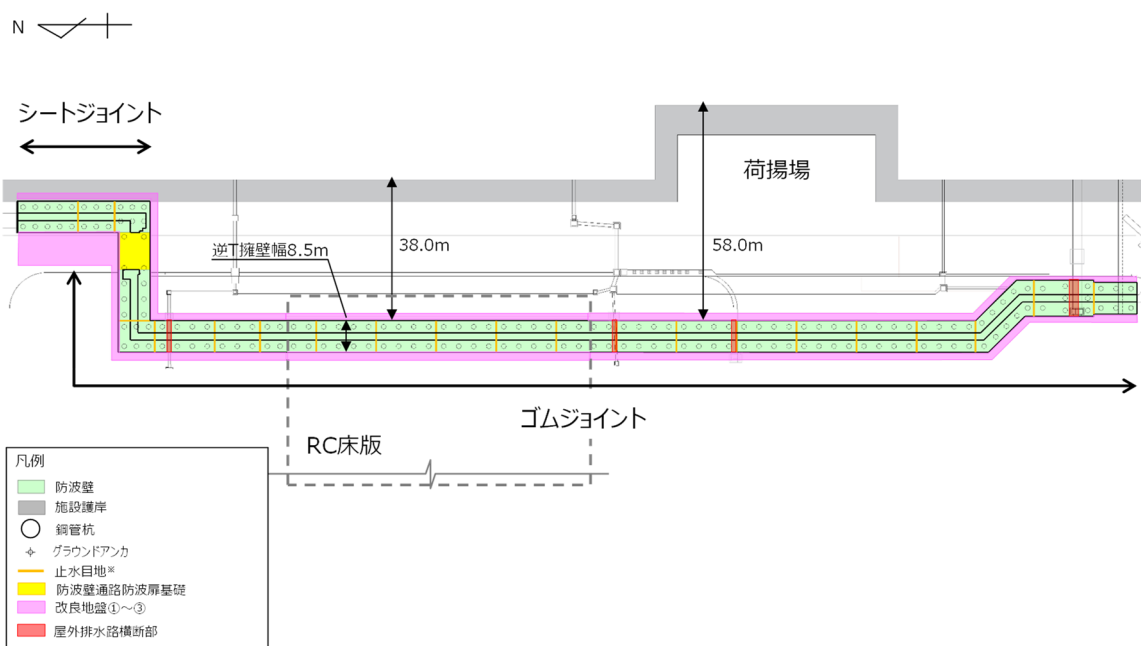 N
シートジョイント
荷揚場
38.0m
58.0m
逆T擁壁幅8.5m
ゴムジョイント
RC床版
凡例
防波壁
施設護岸
鋼管杭
グラウンドアンカ
止水目地※
防波壁通路防波扉基礎
改良地盤①～③
屋外排水路横断部